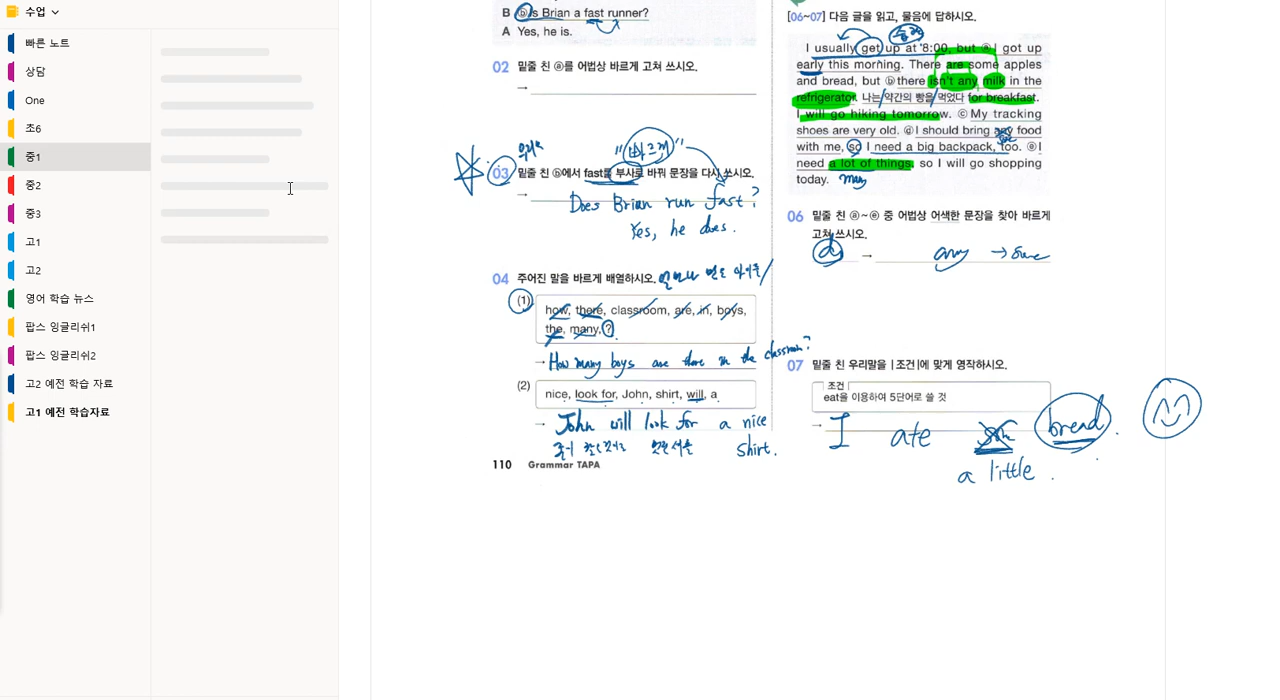 수업
빠른 노트
상담
One
초6
중1
중2
중3
고1
고2
영어 학습 뉴스
팝스 잉글리쉬1
팝스 잉글리쉬2
고2 예전 학습 자료
고1 예전 학습자료
B ⓑIs Brian a fast runner?
A Yes, he is.
02 밑줄 친 ⓐ를 어법상 바르게 고쳐 쓰시오.
→
"빠르게"
03 밑줄 친 ⓑ에서 fast를 부사로 바꿔 문장을 다시 쓰시오.
→ Does Brian run fast?
Yes, he does.
04 주어진 말을 바르게 배열하시오.
(1) how, there, classroom, are, in, boys,
the, many, ?
→ How many boys are there in the classroom?
(2) nice, look for, John, shirt, will, a
→ John will look for a nice
shirt.
110 Grammar TAPA
[06~07] 다음 글을 읽고, 물음에 답하시오.
습관
I usually get up at 8:00, but ⓐ I got up
early this morning. There are some apples
and bread, but ⓑ there isn't any milk in the
refrigerator. 나는/약간의 빵을/먹었다 for breakfast.
I will go hiking tomorrow. ⓒ My tracking
shoes are very old. ⓓ I should bring any food
with me, so I need a big backpack, too. ⓔ I
need a lot of things, so I will go shopping
today. many
06 밑줄 친 ⓐ~ⓔ 중 어법상 어색한 문장을 찾아 바르게
고쳐 쓰시오.
ⓓ → any → some
07 밑줄 친 우리말을 |조건|에 맞게 영작하시오.
조건
eat을 이용하여 5단어로 쓸 것
→ I ate some bread.
a little.